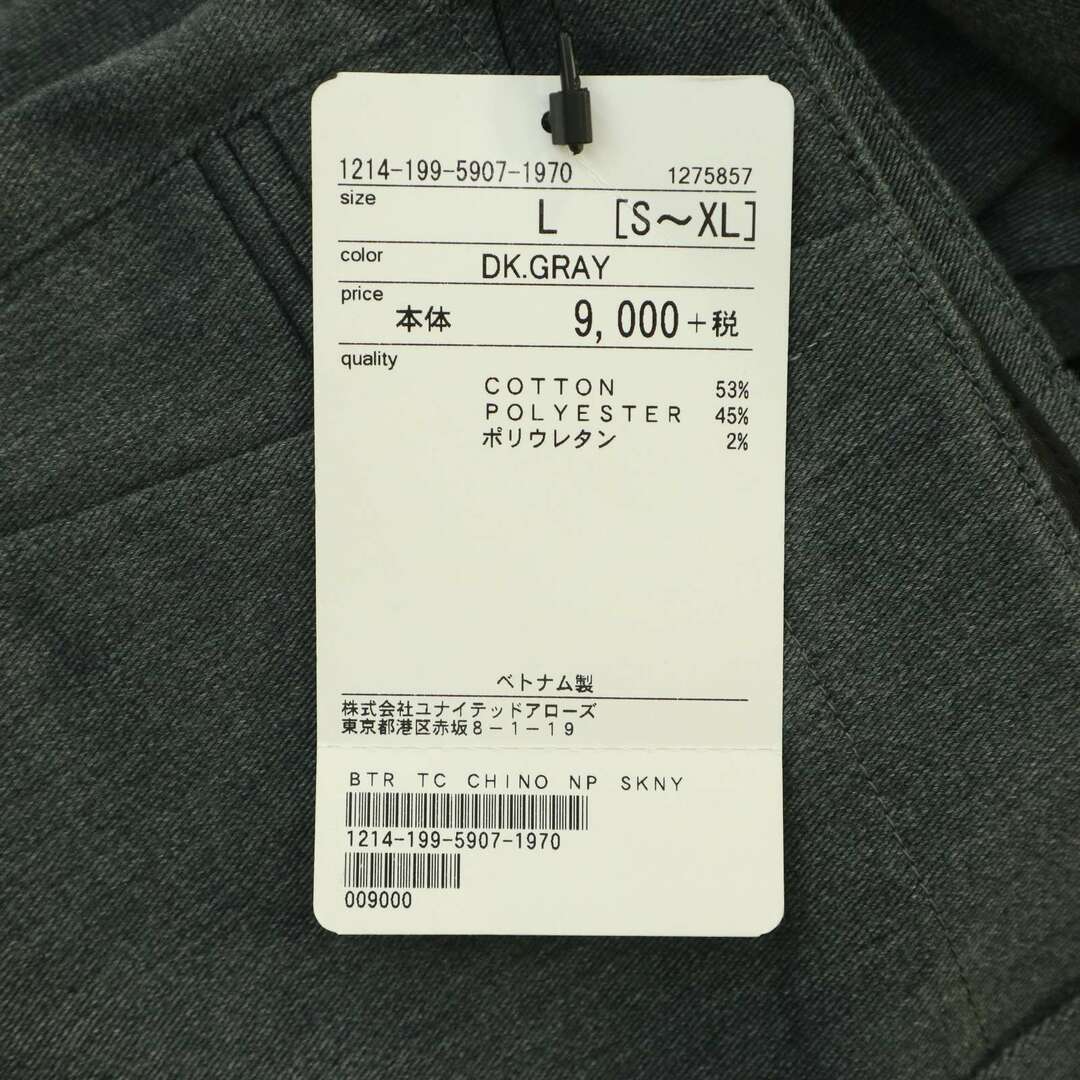 1214-199-5907-1970 1275857
size L [S～XL]
color DK.GRAY
price 本体 9,000+税
quality
COTTON 53%
POLYESTER 45%
ポリウレタン 2%
ベトナム製
株式会社ユナイテッドアローズ
東京都港区赤坂８－１－１９
BTR TC CHINO NP SKNY
1214-199-5907-1970
009000